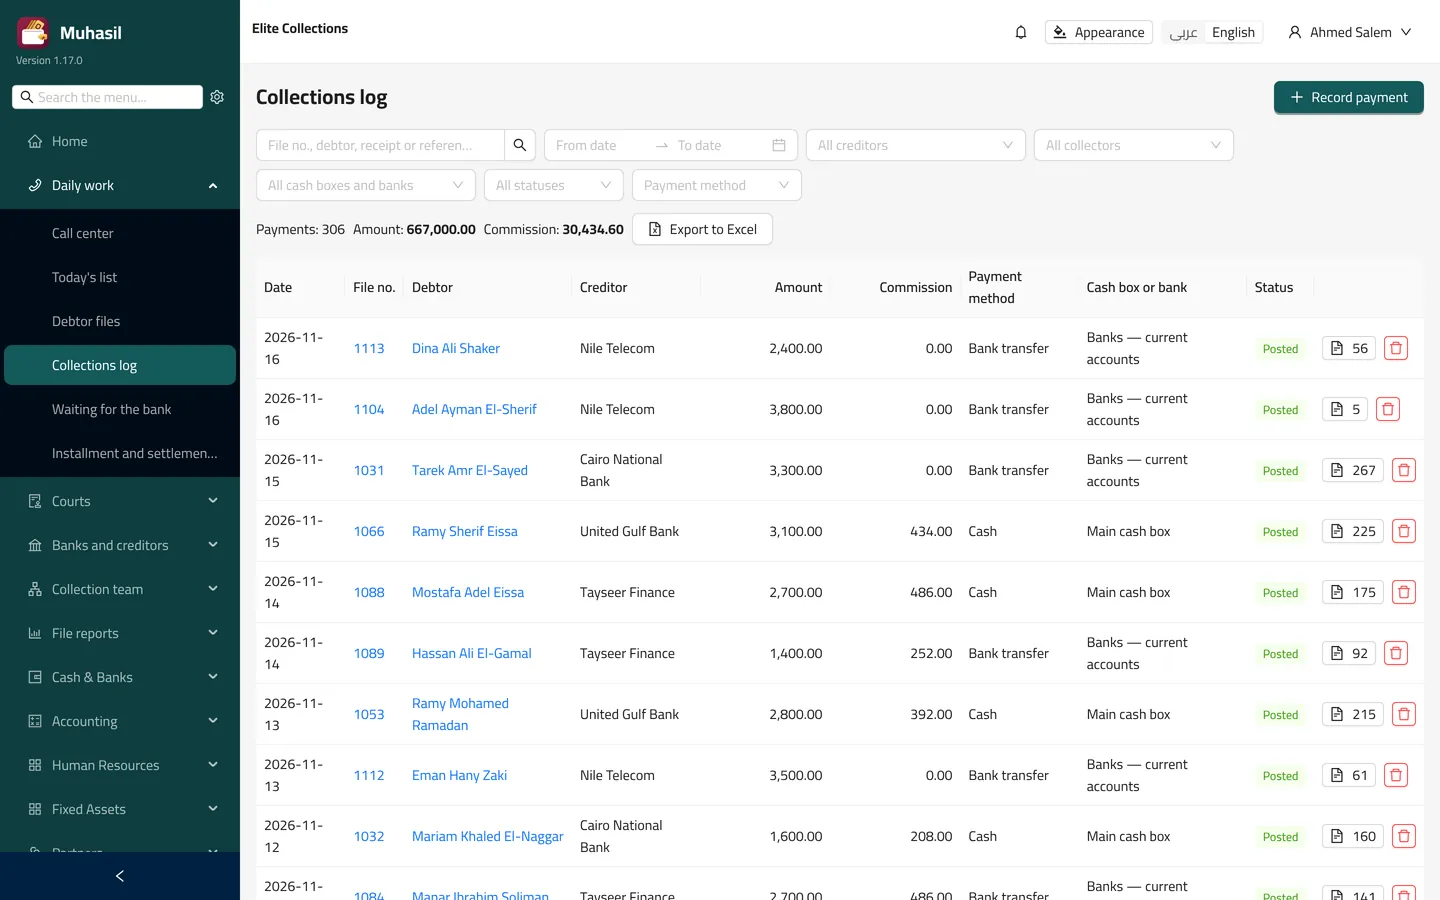 Muhasil
Version 1.17.0
Search the menu...
Home
Daily work
Call center
Today's list
Debtor files
Collections log
Waiting for the bank
Installment and settlemen...
Courts
Banks and creditors
Collection team
File reports
Cash & Banks
Accounting
Human Resources
Fixed Assets
Partners
Elite Collections
Appearance
عربى
English
Ahmed Salem
Collections log
Record payment
File no., debtor, receipt or referen...
From date
To date
All creditors
All collectors
All cash boxes and banks
All statuses
Payment method
Payments: 306 Amount: 667,000.00 Commission: 30,434.60
Export to Excel
Date File no. Debtor Creditor Amount Commission Payment method Cash box or bank Status
2026-11-16 1113 Dina Ali Shaker Nile Telecom 2,400.00 0.00 Bank transfer Banks — current accounts Posted 56
2026-11-16 1104 Adel Ayman El-Sherif Nile Telecom 3,800.00 0.00 Bank transfer Banks — current accounts Posted 5
2026-11-15 1031 Tarek Amr El-Sayed Cairo National Bank 3,300.00 0.00 Bank transfer Banks — current accounts Posted 267
2026-11-15 1066 Ramy Sherif Eissa United Gulf Bank 3,100.00 434.00 Cash Main cash box Posted 225
2026-11-14 1088 Mostafa Adel Eissa Tayseer Finance 2,700.00 486.00 Cash Main cash box Posted 175
2026-11-14 1089 Hassan Ali El-Gamal Tayseer Finance 1,400.00 252.00 Bank transfer Banks — current accounts Posted 92
2026-11-13 1053 Ramy Mohamed Ramadan United Gulf Bank 2,800.00 392.00 Cash Main cash box Posted 215
2026-11-13 1112 Eman Hany Zaki Nile Telecom 3,500.00 0.00 Bank transfer Banks — current accounts Posted 61
2026-11-12 1032 Mariam Khaled El-Naggar Cairo National Bank 1,600.00 208.00 Cash Main cash box Posted 160
2026-11- 1084 Manar Ibrahim Soliman Tayseer Finance 2,700.00 486.00 Bank transfer Banks — current Posted 141